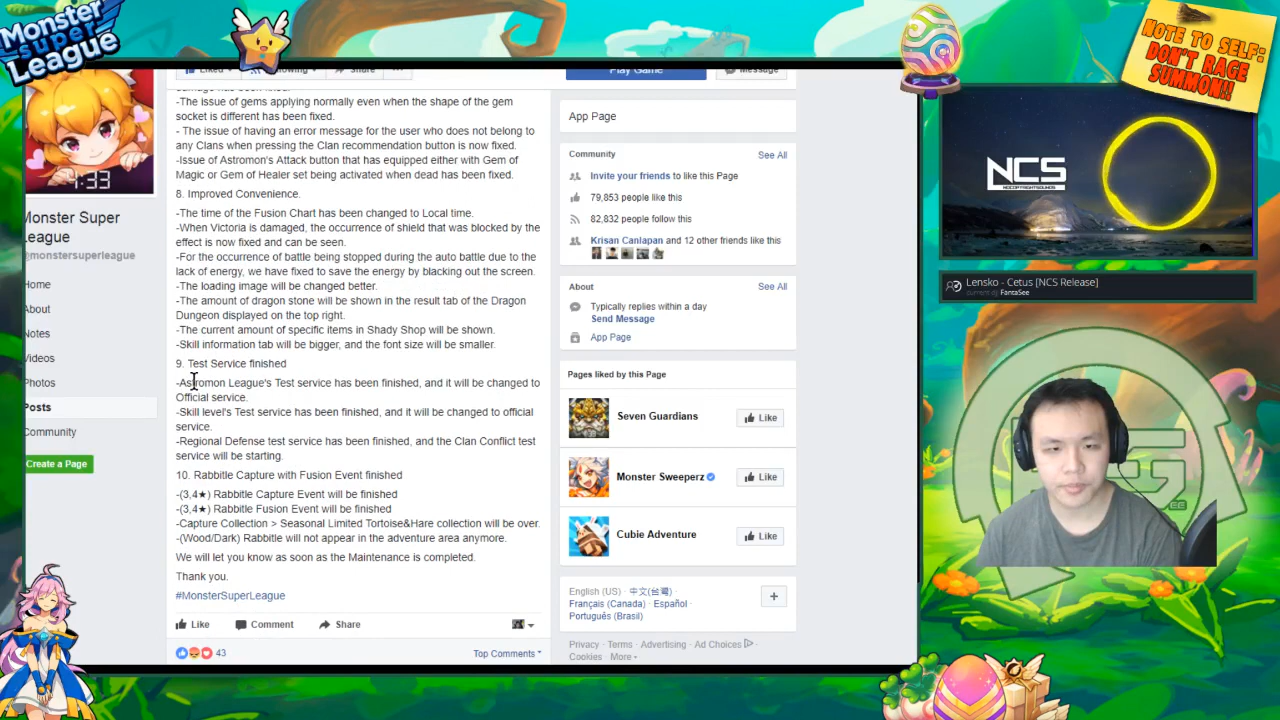 Monster
super
League
NOTE TO SELF:
DON'T RAGE
SUMMON!!
Liked
Following
Share
Play Game
Message
damage has been fixed.
-The issue of gems applying normally even when the shape of the gem
socket is different has been fixed.
- The issue of having an error message for the user who does not belong to
any Clans when pressing the Clan recommendation button is now fixed.
-Issue of Astromon's Attack button that has equipped either with Gem of
Magic or Gem of Healer set being activated when dead has been fixed.
8. Improved Convenience.
-The time of the Fusion Chart has been changed to Local time.
-When Victoria is damaged, the occurrence of shield that was blocked by the
effect is now fixed and can be seen.
-For the occurrence of battle being stopped during the auto battle due to the
lack of energy, we have fixed to save the energy by blacking out the screen.
-The loading image will be changed better.
-The amount of dragon stone will be shown in the result tab of the Dragon
Dungeon displayed on the top right.
-The current amount of specific items in Shady Shop will be shown.
-Skill information tab will be bigger, and the font size will be smaller.
9. Test Service finished
-Astromon League's Test service has been finished, and it will be changed to
Official service.
-Skill level's Test service has been finished, and it will be changed to official
service.
-Regional Defense test service has been finished, and the Clan Conflict test
service will be starting.
10. Rabbitle Capture with Fusion Event finished
-(3,4★) Rabbitle Capture Event will be finished
-(3,4★) Rabbitle Fusion Event will be finished
-Capture Collection > Seasonal Limited Tortoise&Hare collection will be over.
-(Wood/Dark) Rabbitle will not appear in the adventure area anymore.
We will let you know as soon as the Maintenance is completed.
Thank you.
#MonsterSuperLeague
Like
Comment
Share
43
Top Comments
4:33
Monster Super
League
@monstersuperleague
Home
About
Notes
Videos
Photos
Posts
Community
Create a Page
App Page
Community
See All
Invite your friends to like this Page
79,853 people like this
82,832 people follow this
Krisan Canlapan and 12 other friends like this
About
See All
Typically replies within a day
Send Message
App Page
Pages liked by this Page
Seven Guardians
Like
Monster Sweeperz
Like
Cubie Adventure
Like
English (US) · 中文(台灣) ·
Français (Canada) · Español ·
Português (Brasil)
+
Privacy · Terms · Advertising · Ad Choices ·
Cookies · More
NCS
NOCOPYRIGHTSOUNDS
Lensko - Cetus [NCS Release]
current dj FantaSee